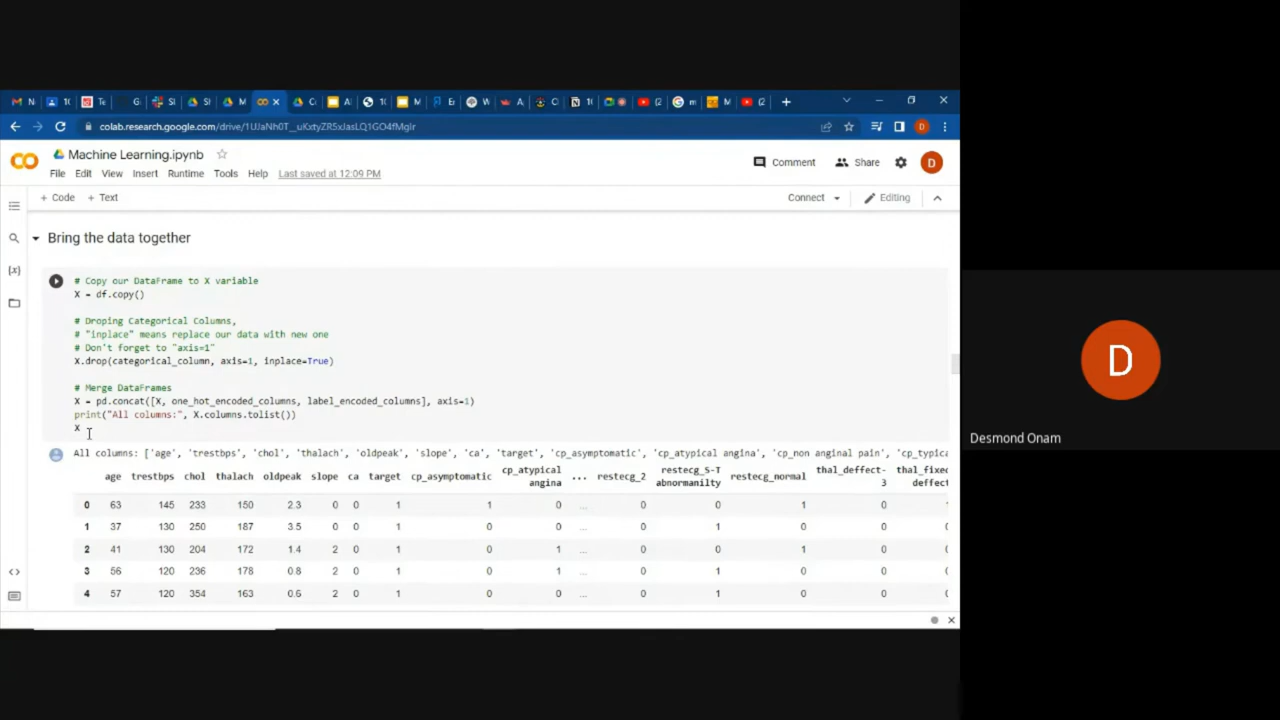 colab.research.google.com/drive/
Machine Learning.ipynb
Comment
Share
D
File Edit View Insert Runtime Tools Help Last saved at 12:09 PM
+ Code + Text
Connect
Editing
Bring the data together
# Copy our DataFrame to X variable
X = df.copy()
# Droping Categorical Columns,
# "inplace" means replace our data with new one
# Don't forget to "axis=1"
X.drop(categorical_column, axis=1, inplace=True)
# Merge DataFrames
X = pd.concat([X, one_hot_encoded_columns, label_encoded_columns], axis=1)
print("All columns:", X.columns.tolist())
X
All columns: ['age', 'trestbps', 'chol', 'thalach', 'oldpeak', 'slope', 'ca', 'target', 'cp_asymptomatic', 'cp_atypical angina', 'cp_non anginal pain', 'cp_typica
age trestbps chol thalach oldpeak slope ca target cp_asymptomatic cp_atypical angina ... restecg_2 restecg_S-T abnormanilty restecg_normal thal_deffect-3 thal_fixed deffect
0 63 145 233 150 2.3 0 0 1 1 0 ... 0 0 1 0
1 37 130 250 187 3.5 0 0 1 0 0 ... 0 1 0 0
2 41 130 204 172 1.4 2 0 1 0 1 ... 0 0 1 0
3 56 120 236 178 0.8 2 0 1 0 1 ... 0 1 0 0
4 57 120 354 163 0.6 2 0 1 0 0 ... 0 1 0 0
D
Desmond Onam